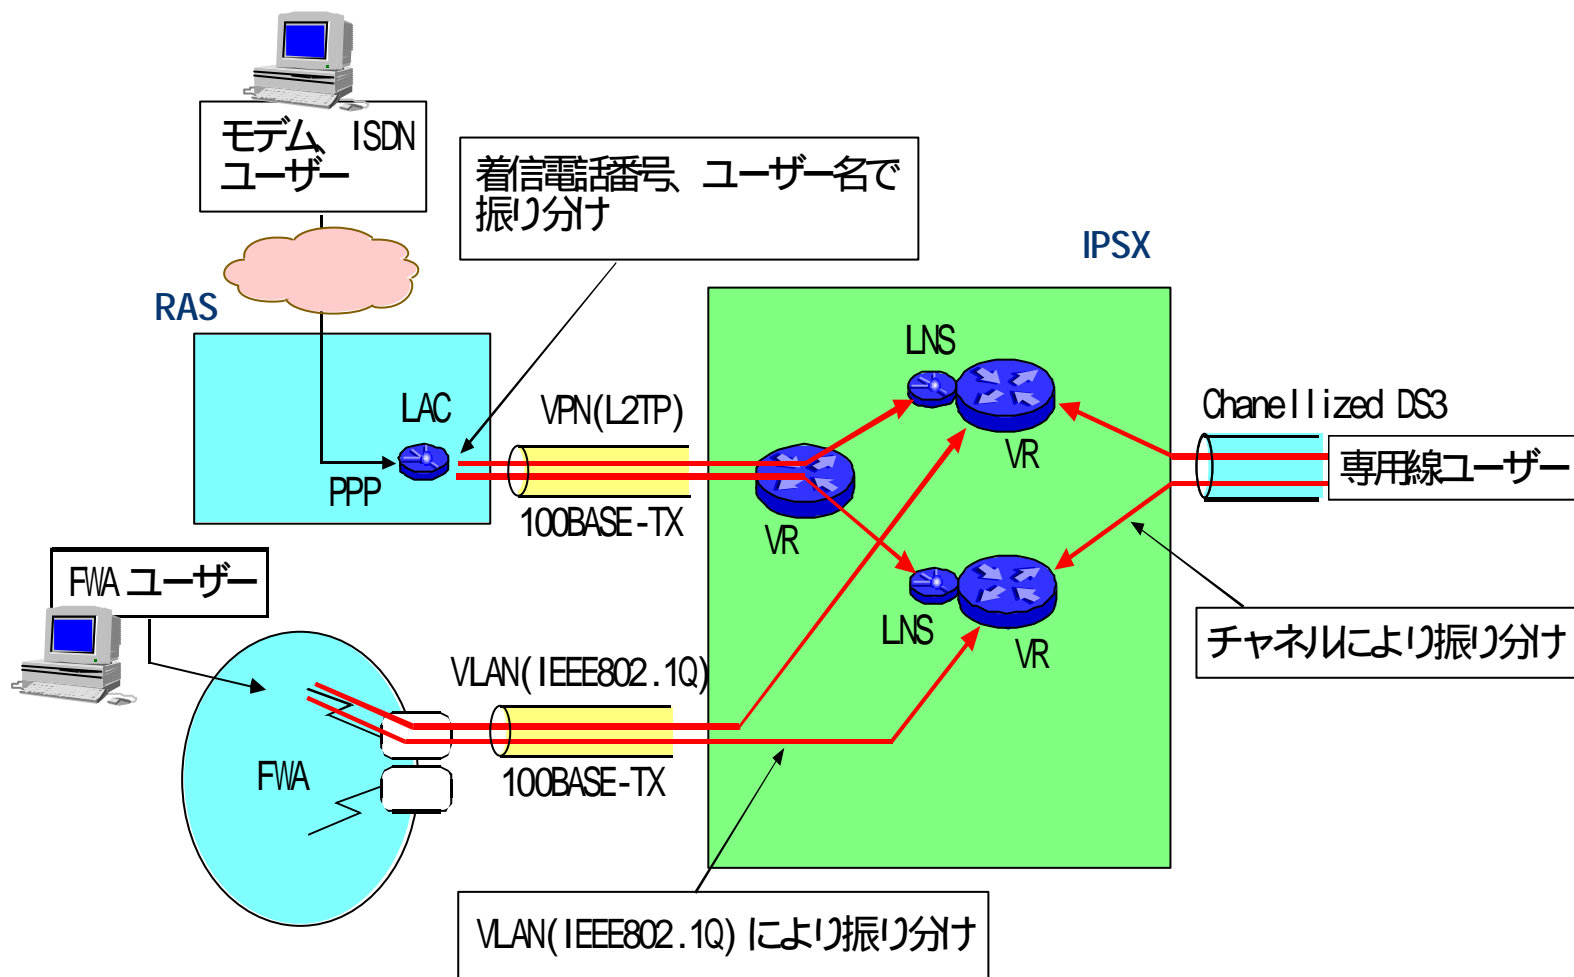 モデム、ISDN
ユーザー
着信電話番号、ユーザー名で
振り分け
IPSX
RAS
LNS
LAC
VPN(L2TP)
Chanellized DS3
VR
専用線ユーザー
PPP
100BASE-TX
VR
FWA ユーザー
LNS
VR
チャネルにより振り分け
VLAN(IEEE802.1Q)
FWA
100BASE-TX
VLAN(IEEE802.1Q) により振り分け